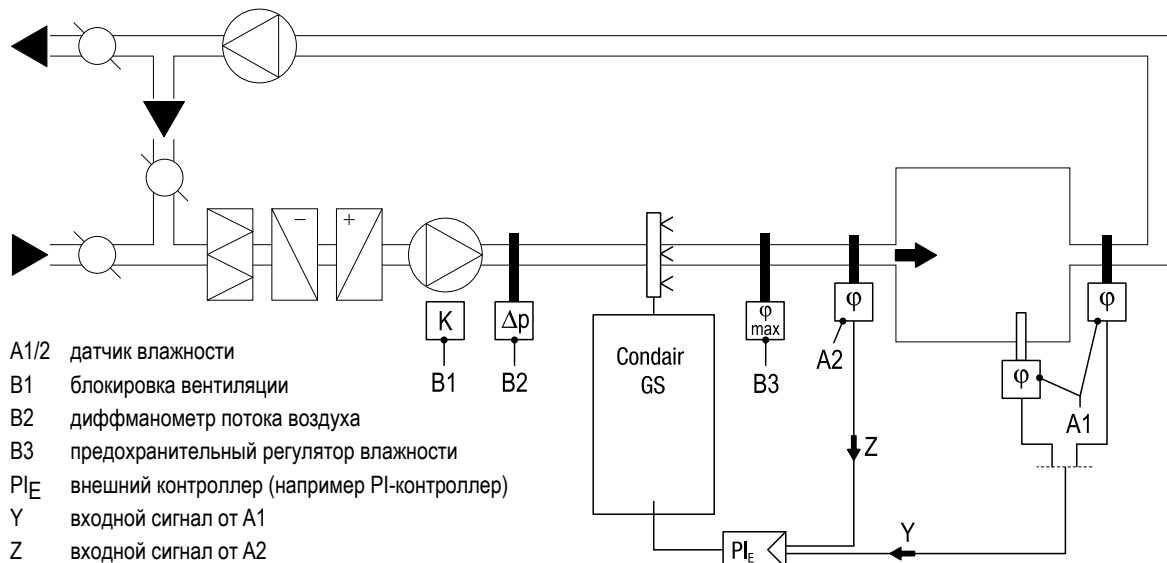 −
+
K
Δp
φ
max
φ
φ
φ
Condair
GS
B1
B2
B3
A2
A1
Z
Y
PIE
A1/2 датчик влажности
B1 блокировка вентиляции
B2 диффманометр потока воздуха
B3 предохранительный регулятор влажности
PIE внешний контроллер (например PI-контроллер)
Y входной сигнал от A1
Z входной сигнал от A2